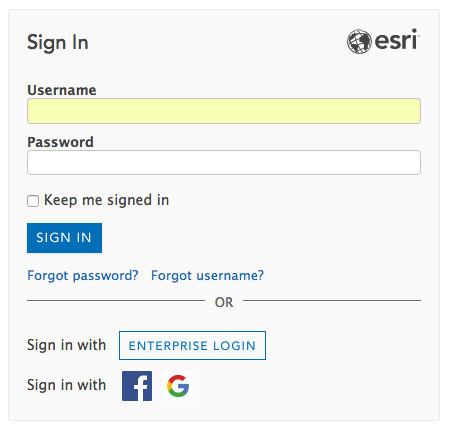 Sign In
esri
Username
Password
Keep me signed in
SIGN IN
Forgot password? Forgot username?
OR
Sign in with ENTERPRISE LOGIN
Sign in with f G